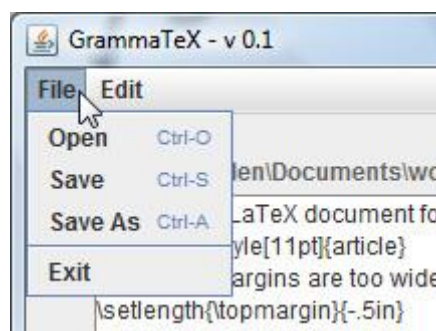 GrammaTeX - v 0.1
File Edit
Open Ctrl-O
Save Ctrl-S
len\Documents\wo
Save As Ctrl-A
LaTeX document fo
yle[11pt]{article}
Exit
argins are too wide
\setlength{\topmargin}{-.5in}